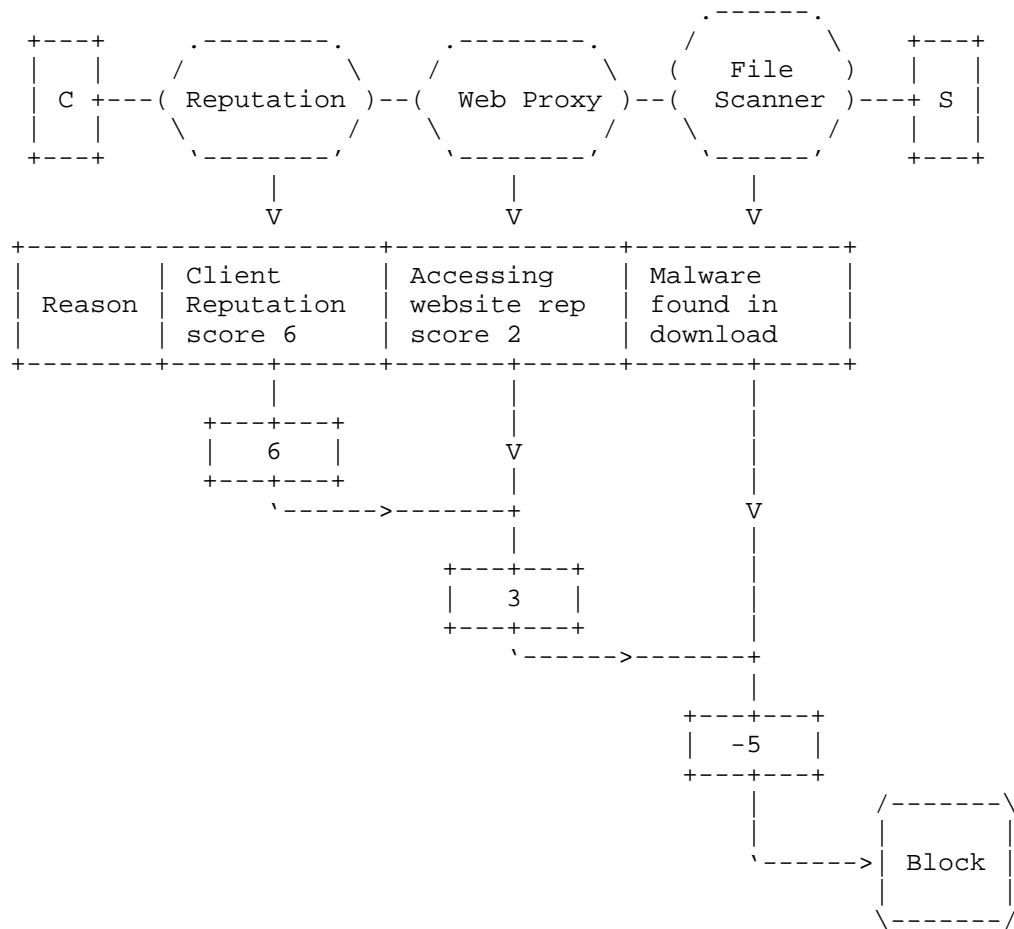 File
C Reputation Web Proxy Scanner S
V V V
Client Accessing Malware
Reason Reputation website rep found in
score 6 score 2 download
6 V
V
3
-5
Block